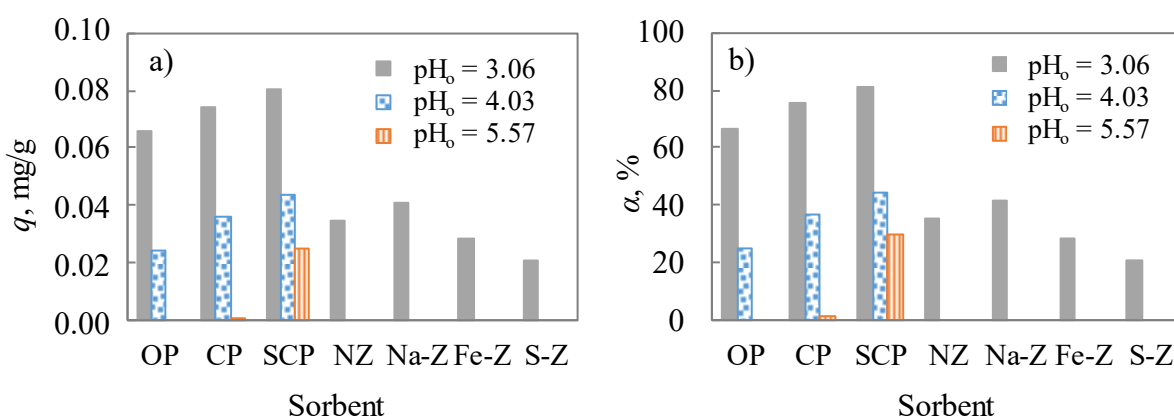 a)
q, mg/g
0.10
0.08
0.06
0.04
0.02
0.00
pHₒ = 3.06
pHₒ = 4.03
pHₒ = 5.57
OP CP SCP NZ Na-Z Fe-Z S-Z
Sorbent
b)
α, %
100
80
60
40
20
0
pHₒ = 3.06
pHₒ = 4.03
pHₒ = 5.57
OP CP SCP NZ Na-Z Fe-Z S-Z
Sorbent